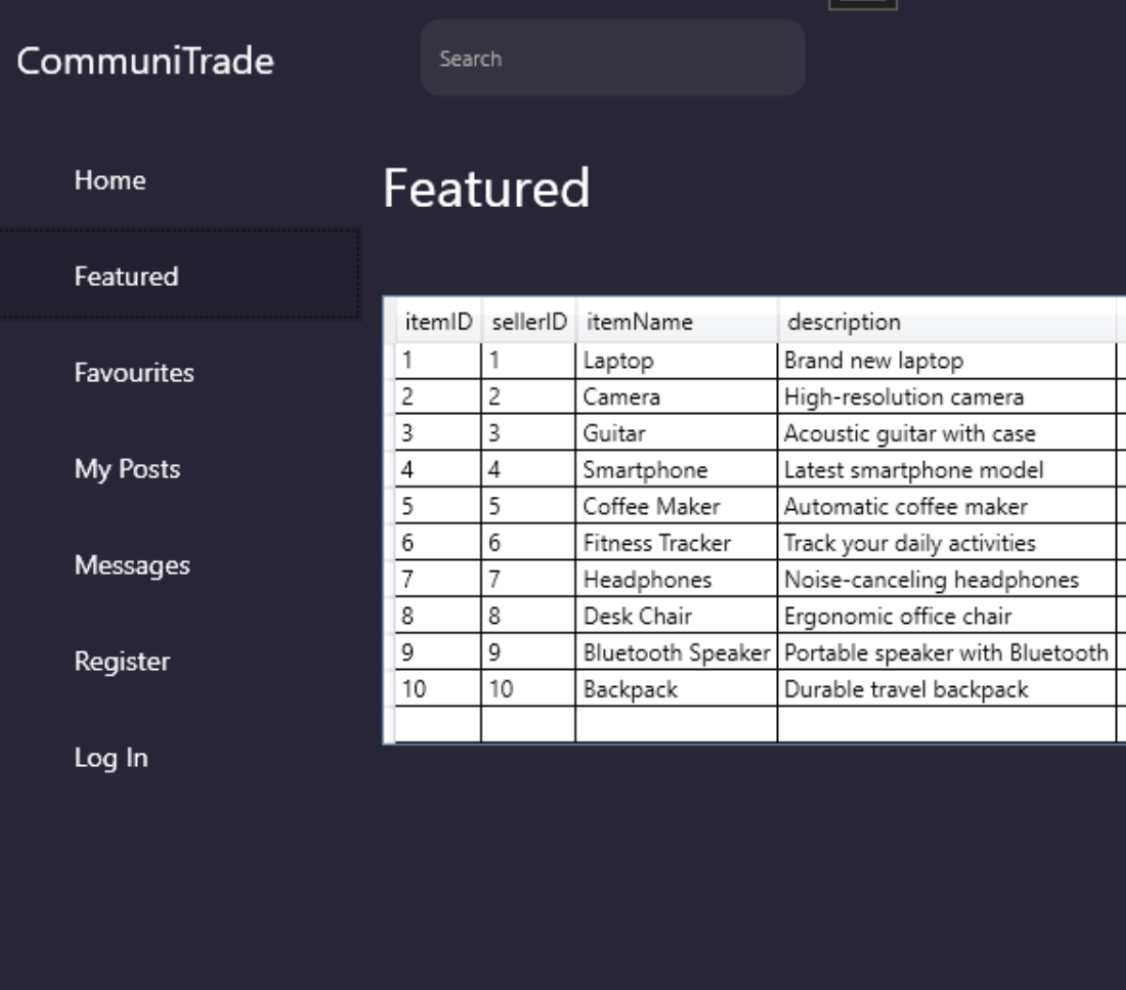 CommuniTrade
Search
Home
Featured
Favourites
My Posts
Messages
Register
Log In
Featured
itemID sellerID itemName description
1 1 Laptop Brand new laptop
2 2 Camera High-resolution camera
3 3 Guitar Acoustic guitar with case
4 4 Smartphone Latest smartphone model
5 5 Coffee Maker Automatic coffee maker
6 6 Fitness Tracker Track your daily activities
7 7 Headphones Noise-canceling headphones
8 8 Desk Chair Ergonomic office chair
9 9 Bluetooth Speaker Portable speaker with Bluetooth
10 10 Backpack Durable travel backpack